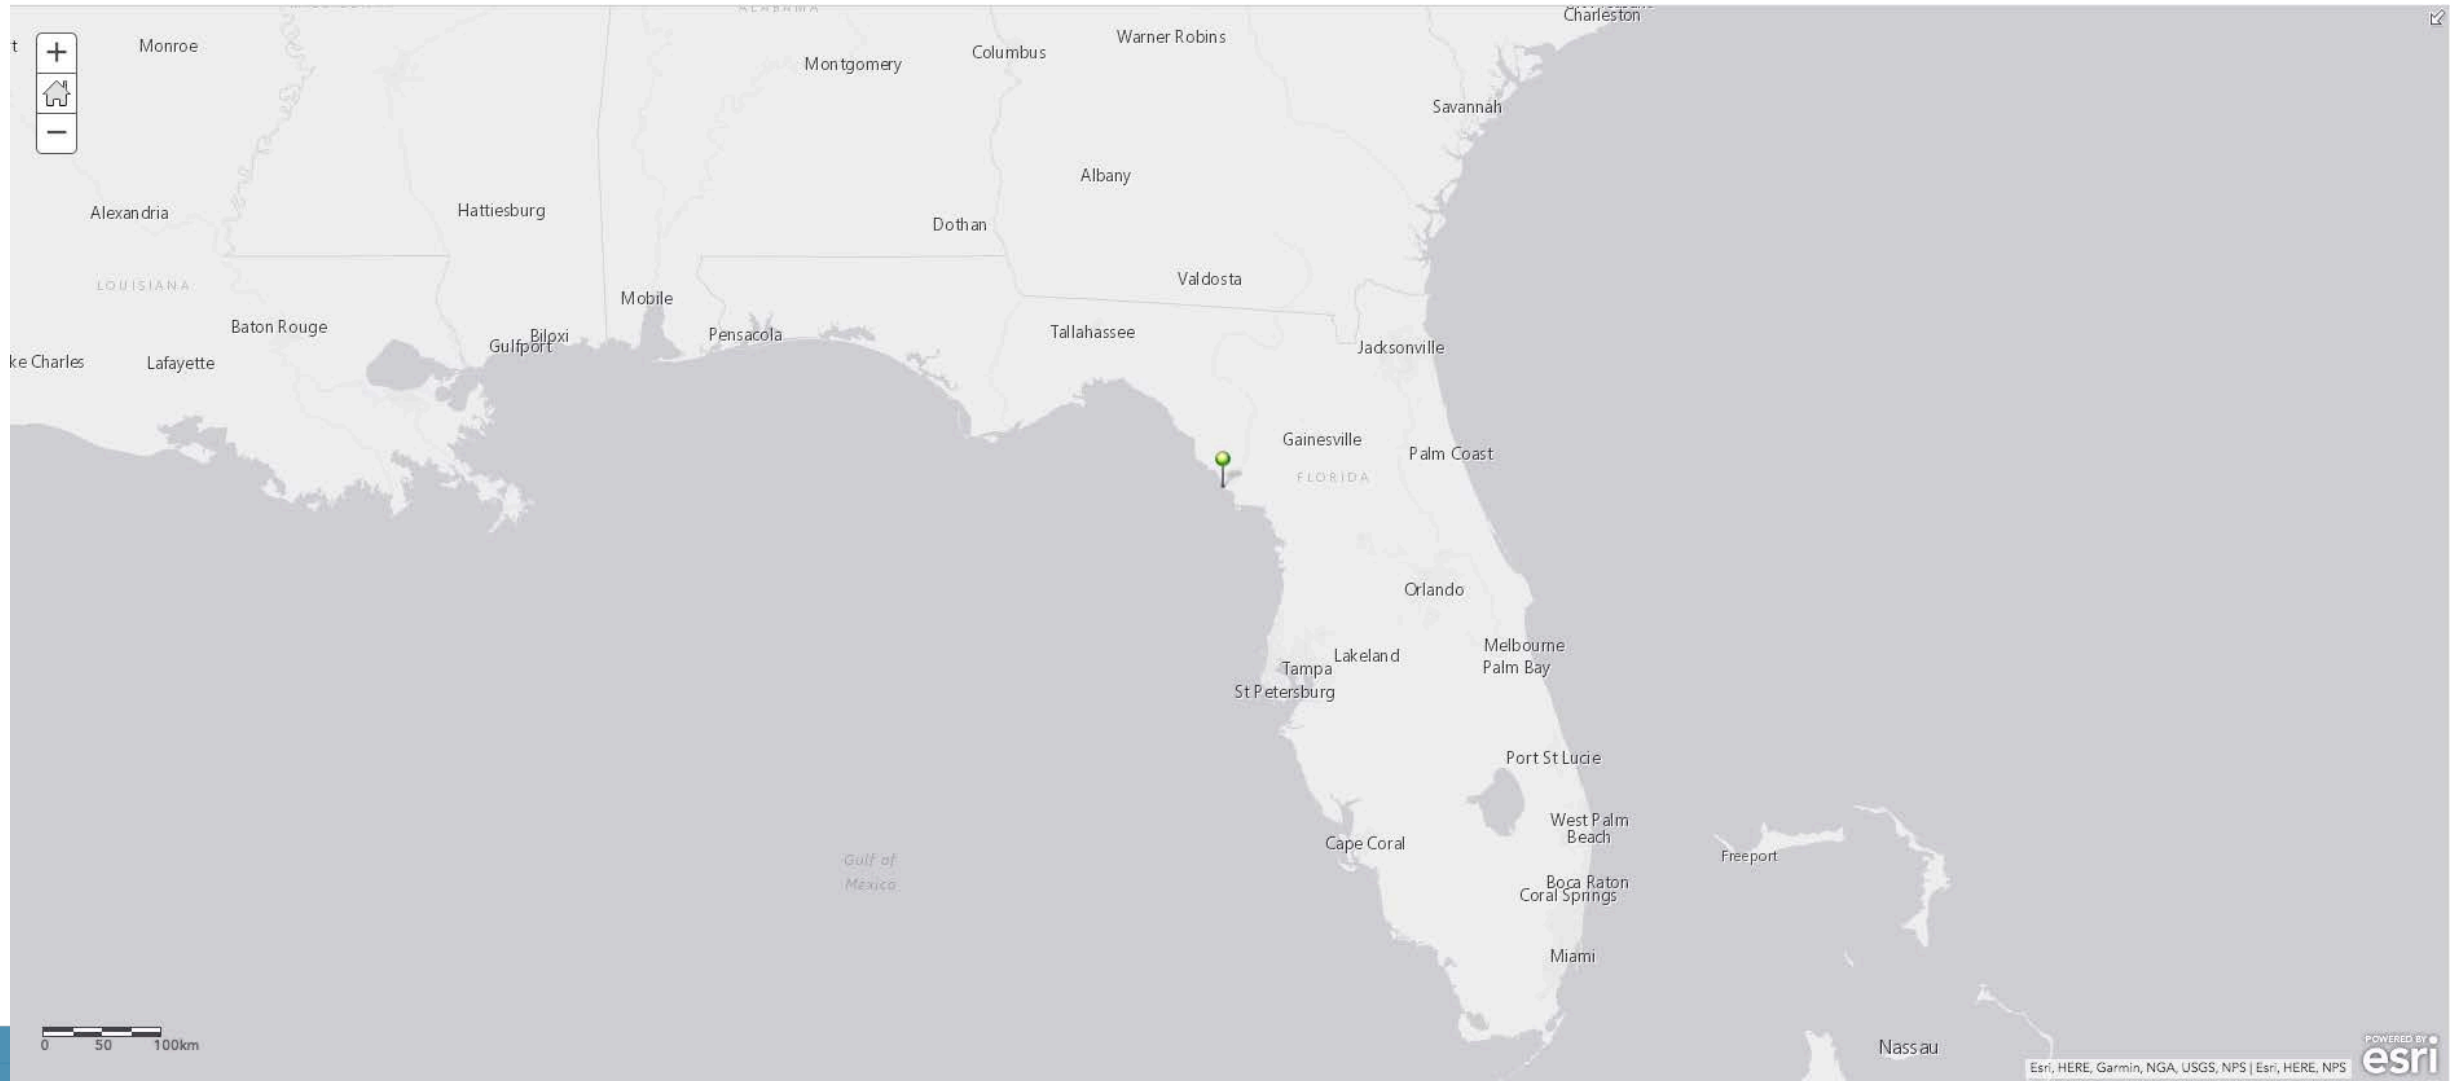 ALABAMA
Charleston
t
Monroe
Montgomery
Columbus
Warner Robins
Savannah
Albany
Alexandria
Hattiesburg
Dothan
Valdosta
LOUISIANA
Mobile
Baton Rouge
Biloxi
Gulfport
Pensacola
Tallahassee
Jacksonville
ke Charles
Lafayette
Gainesville
Palm Coast
FLORIDA
Orlando
Melbourne
Palm Bay
Lakeland
Tampa
St Petersburg
Port St Lucie
West Palm
Beach
Cape Coral
Freeport
Gulf of
Mexico
Boca Raton
Coral Springs
Miami
0 50 100km
Nassau
Esri, HERE, Garmin, NGA, USGS, NPS | Esri, HERE, NPS
POWERED BY
esri